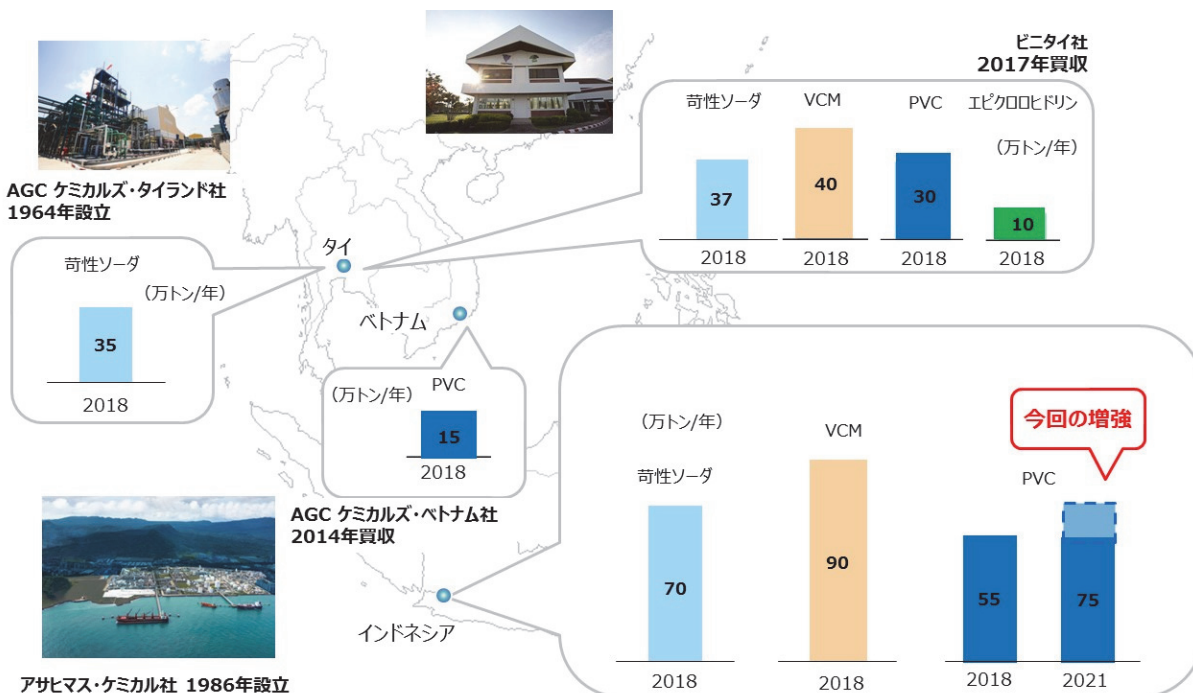 ビニタイ社
2017年買収
苛性ソーダ
VCM
PVC
エピクロロヒドリン
(万トン/年)
37
40
30
10
2018
2018
2018
2018
AGC ケミカルズ・タイランド社
1964年設立
苛性ソーダ
(万トン/年)
35
2018
タイ
ベトナム
(万トン/年)
PVC
15
2018
AGC ケミカルズ・ベトナム社
2014年買収
今回の増強
(万トン/年)
苛性ソーダ
VCM
PVC
70
90
55
75
2018
2018
2018
2021
インドネシア
アサヒマス・ケミカル社 1986年設立